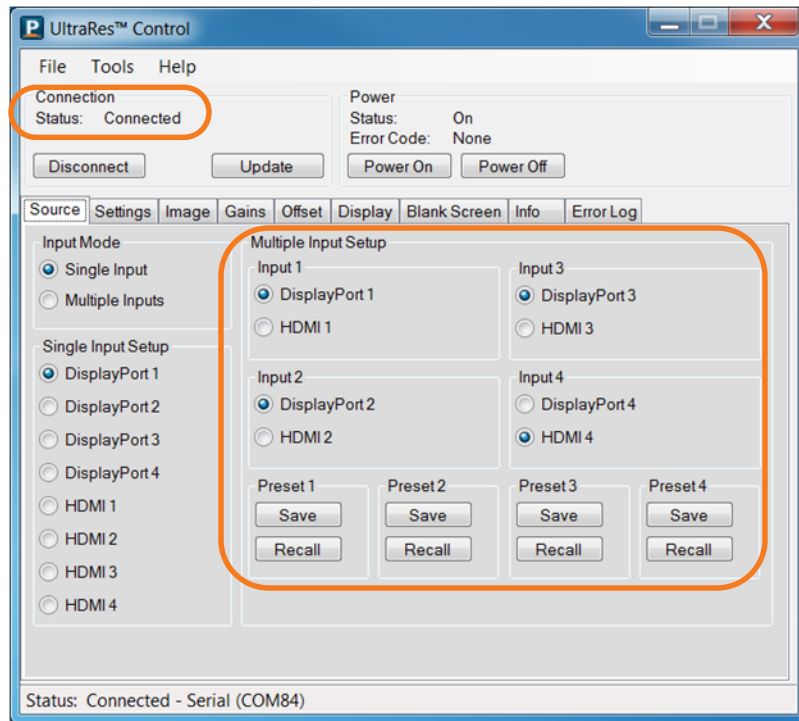 P UltraRes™ Control
File Tools Help
Connection
Status: Connected
Disconnect Update
Power
Status: On
Error Code: None
Power On Power Off
Source Settings Image Gains Offset Display Blank Screen Info Error Log
Input Mode
Single Input
Multiple Inputs
Single Input Setup
DisplayPort 1
DisplayPort 2
DisplayPort 3
DisplayPort 4
HDMI 1
HDMI 2
HDMI 3
HDMI 4
Multiple Input Setup
Input 1
DisplayPort 1
HDMI 1
Input 3
DisplayPort 3
HDMI 3
Input 2
DisplayPort 2
HDMI 2
Input 4
DisplayPort 4
HDMI 4
Preset 1
Save
Recall
Preset 2
Save
Recall
Preset 3
Save
Recall
Preset 4
Save
Recall
Status: Connected - Serial (COM84)